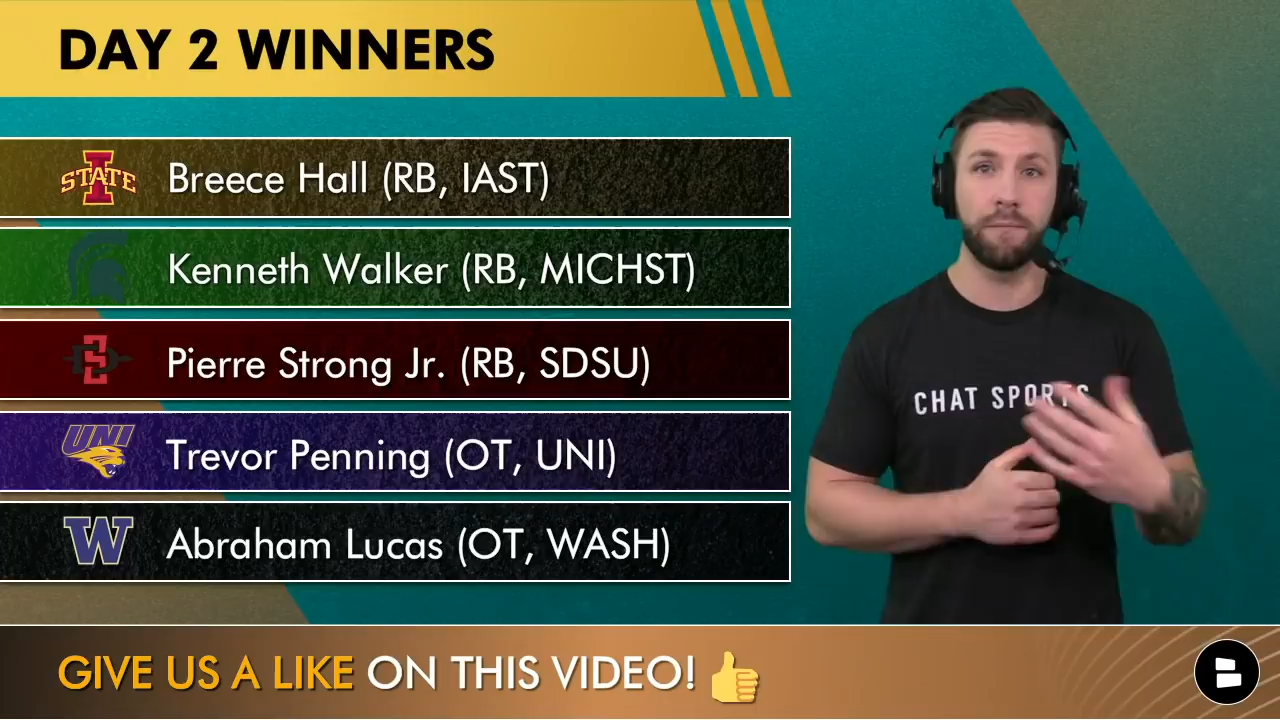 DAY 2 WINNERS
STATE
Breece Hall (RB, IAST)
Kenneth Walker (RB, MICHST)
Pierre Strong Jr. (RB, SDSU)
UNI
Trevor Penning (OT, UNI)
W
Abraham Lucas (OT, WASH)
CHAT SPORTS
GIVE US A LIKE ON THIS VIDEO!